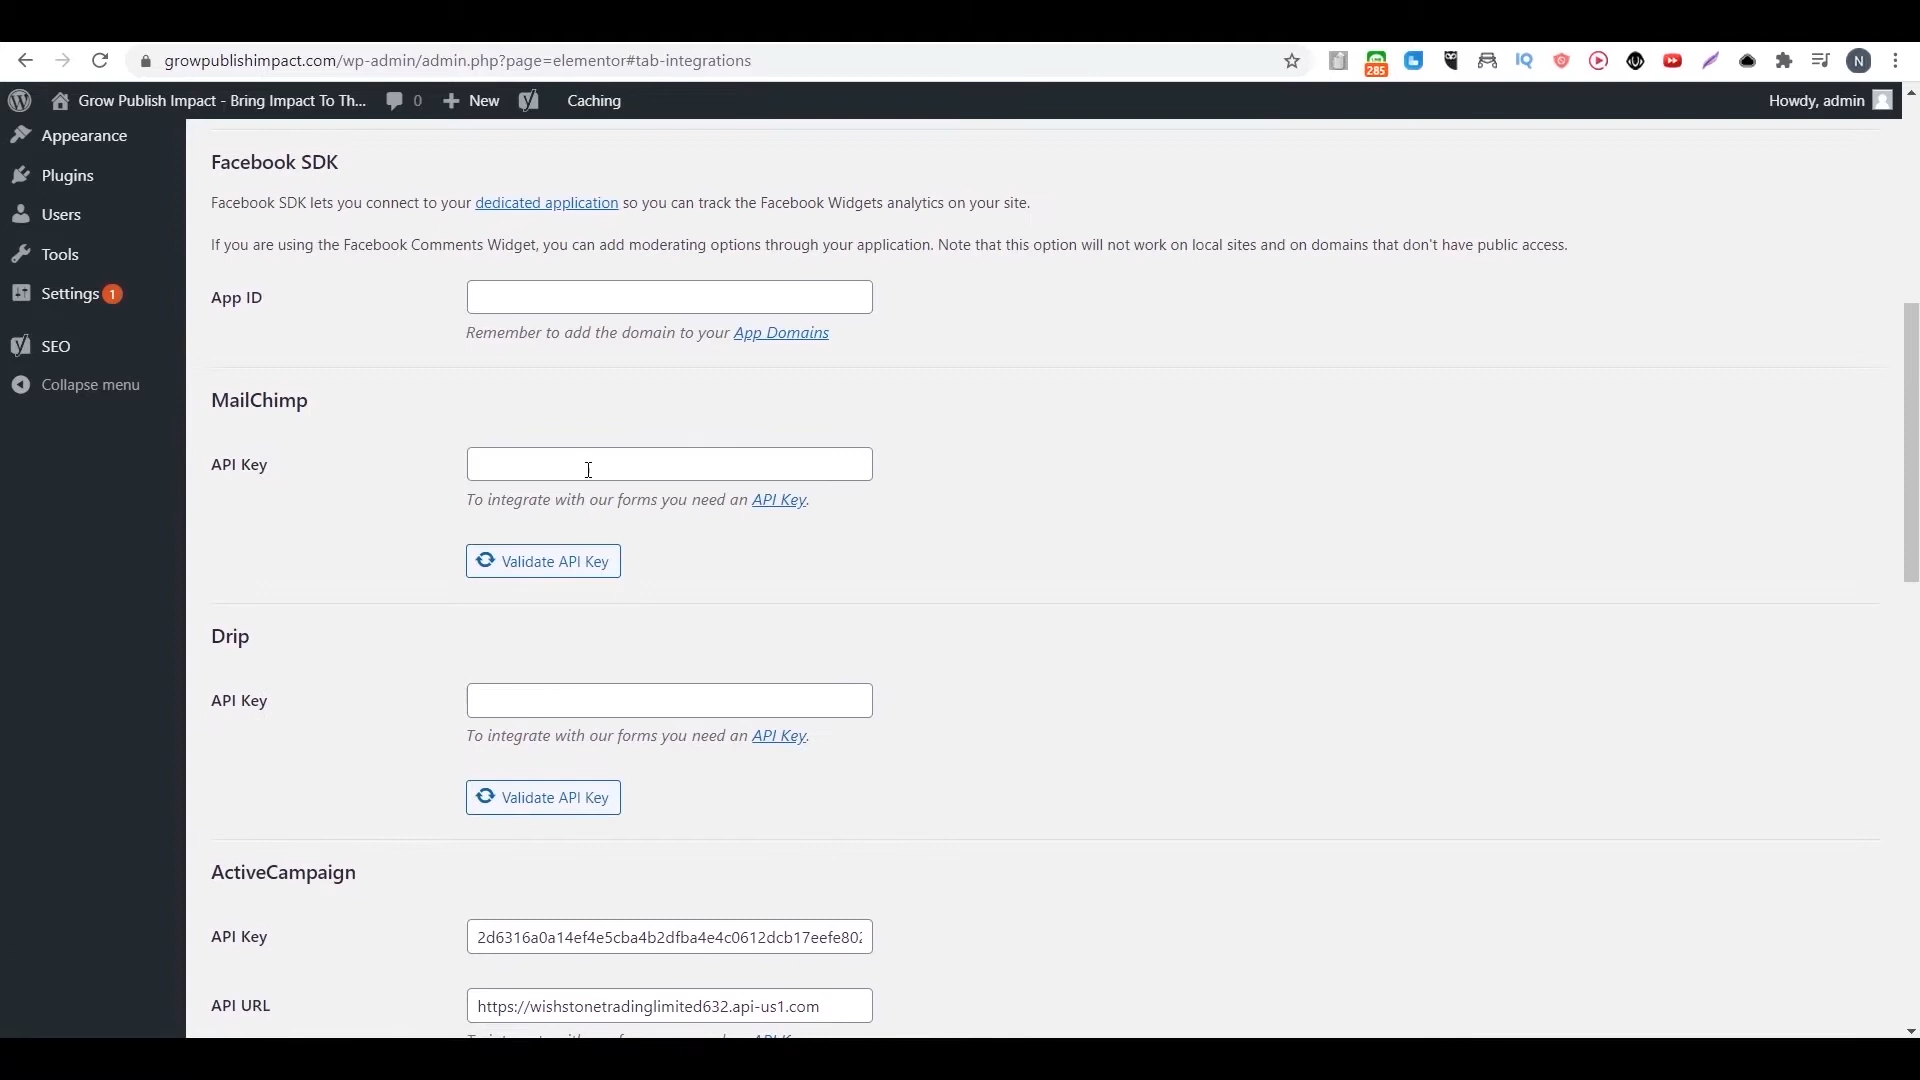 growpublishimpact.com/wp-admin/admin.php?page=elementor#tab-integrations
285
IQ
N
Grow Publish Impact - Bring Impact To Th...
0
New
Caching
Howdy, admin
Appearance
Plugins
Users
Tools
Settings 1
SEO
Collapse menu
Facebook SDK
Facebook SDK lets you connect to your dedicated application so you can track the Facebook Widgets analytics on your site.
If you are using the Facebook Comments Widget, you can add moderating options through your application. Note that this option will not work on local sites and on domains that don't have public access.
App ID
Remember to add the domain to your App Domains
MailChimp
API Key
To integrate with our forms you need an API Key.
Validate API Key
Drip
API Key
To integrate with our forms you need an API Key.
Validate API Key
ActiveCampaign
API Key
2d6316a0a14ef4e5cba4b2dfba4e4c0612dcb17eefe802
API URL
https://wishstonetradinglimited632.api-us1.com